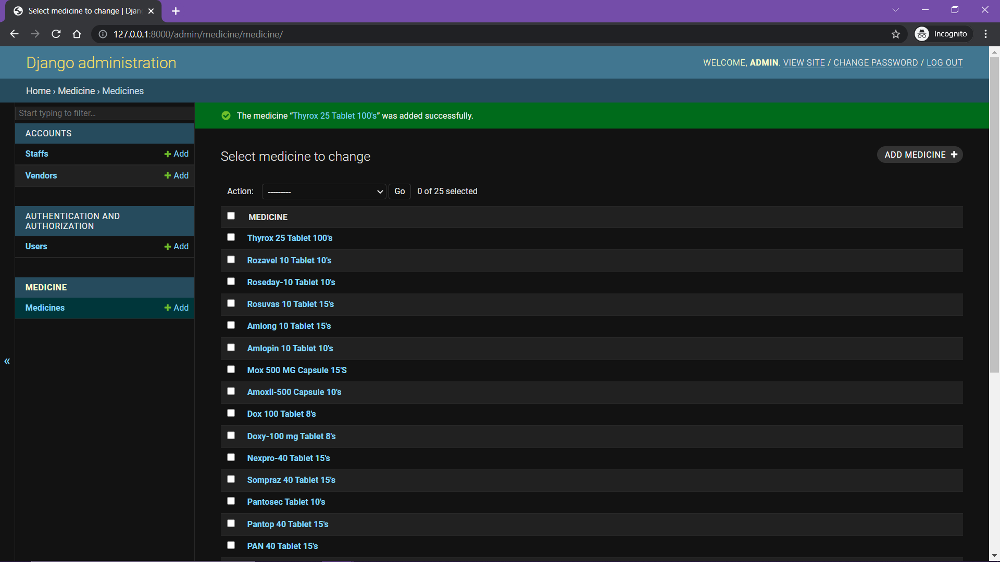 Select medicine to change | Djan
127.0.0.1:8000/admin/medicine/medicine/
Incognito
Django administration
WELCOME, ADMIN. VIEW SITE / CHANGE PASSWORD / LOG OUT
Home › Medicine › Medicines
Start typing to filter...
ACCOUNTS
Staffs
Add
Vendors
Add
AUTHENTICATION AND
AUTHORIZATION
Users
Add
MEDICINE
Medicines
Add
«
The medicine “Thyrox 25 Tablet 100's” was added successfully.
Select medicine to change
ADD MEDICINE
Action: --------- Go 0 of 25 selected
MEDICINE
Thyrox 25 Tablet 100's
Rozavel 10 Tablet 10's
Roseday-10 Tablet 10's
Rosuvas 10 Tablet 15's
Amlong 10 Tablet 15's
Amlopin 10 Tablet 10's
Mox 500 MG Capsule 15'S
Amoxil-500 Capsule 10's
Dox 100 Tablet 8's
Doxy-100 mg Tablet 8's
Nexpro-40 Tablet 15's
Sompraz 40 Tablet 15's
Pantosec Tablet 10's
Pantop 40 Tablet 15's
PAN 40 Tablet 15's